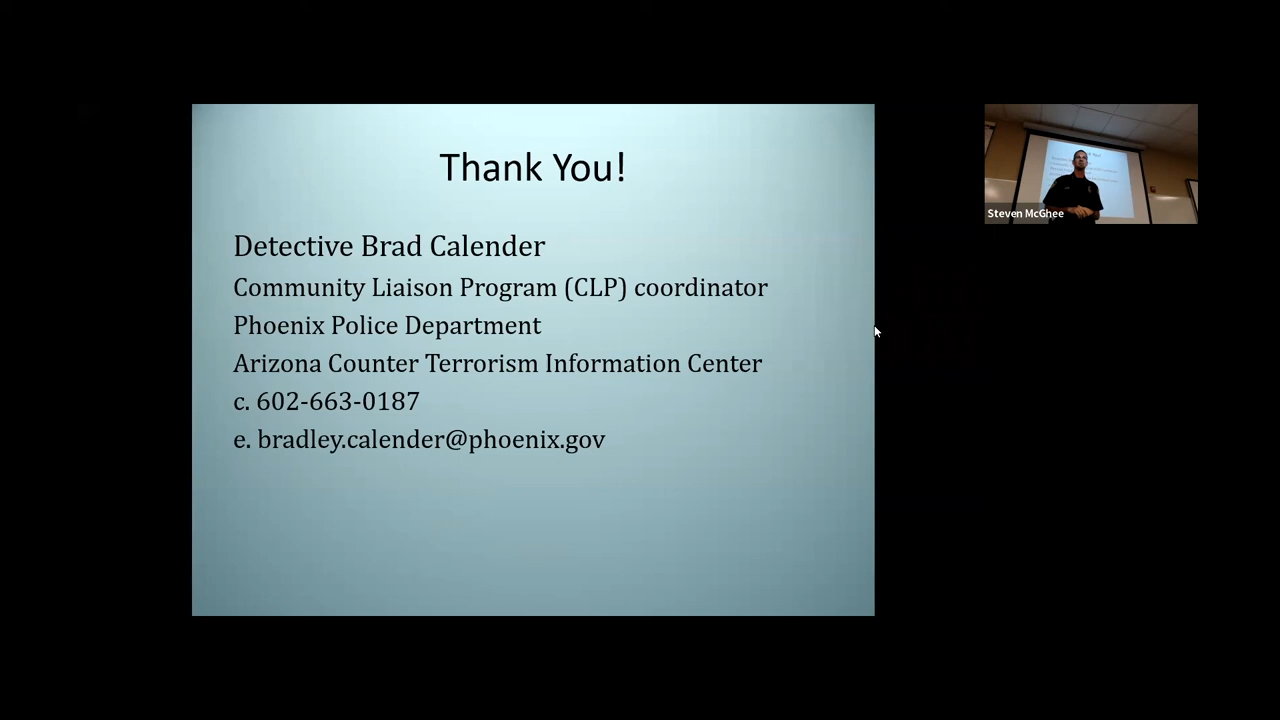 Thank You!
Detective Brad Calender
Community Liaison Program (CLP) coordinator
Phoenix Police Department
Arizona Counter Terrorism Information Center
c. 602-663-0187
e. bradley.calender@phoenix.gov
Steven McGhee